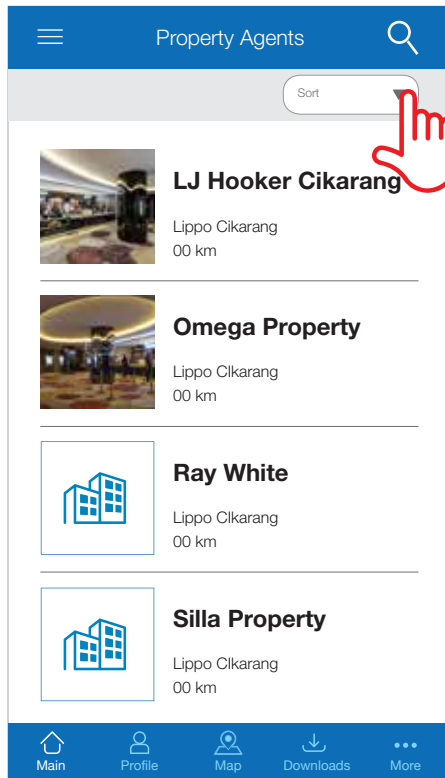 Property Agents
Sort
LJ Hooker Cikarang
Lippo Cikarang
00 km
Omega Property
Lippo Clkarang
00 km
Ray White
Lippo Clkarang
00 km
Silla Property
Lippo Clkarang
00 km
Main Profile Map Downloads More